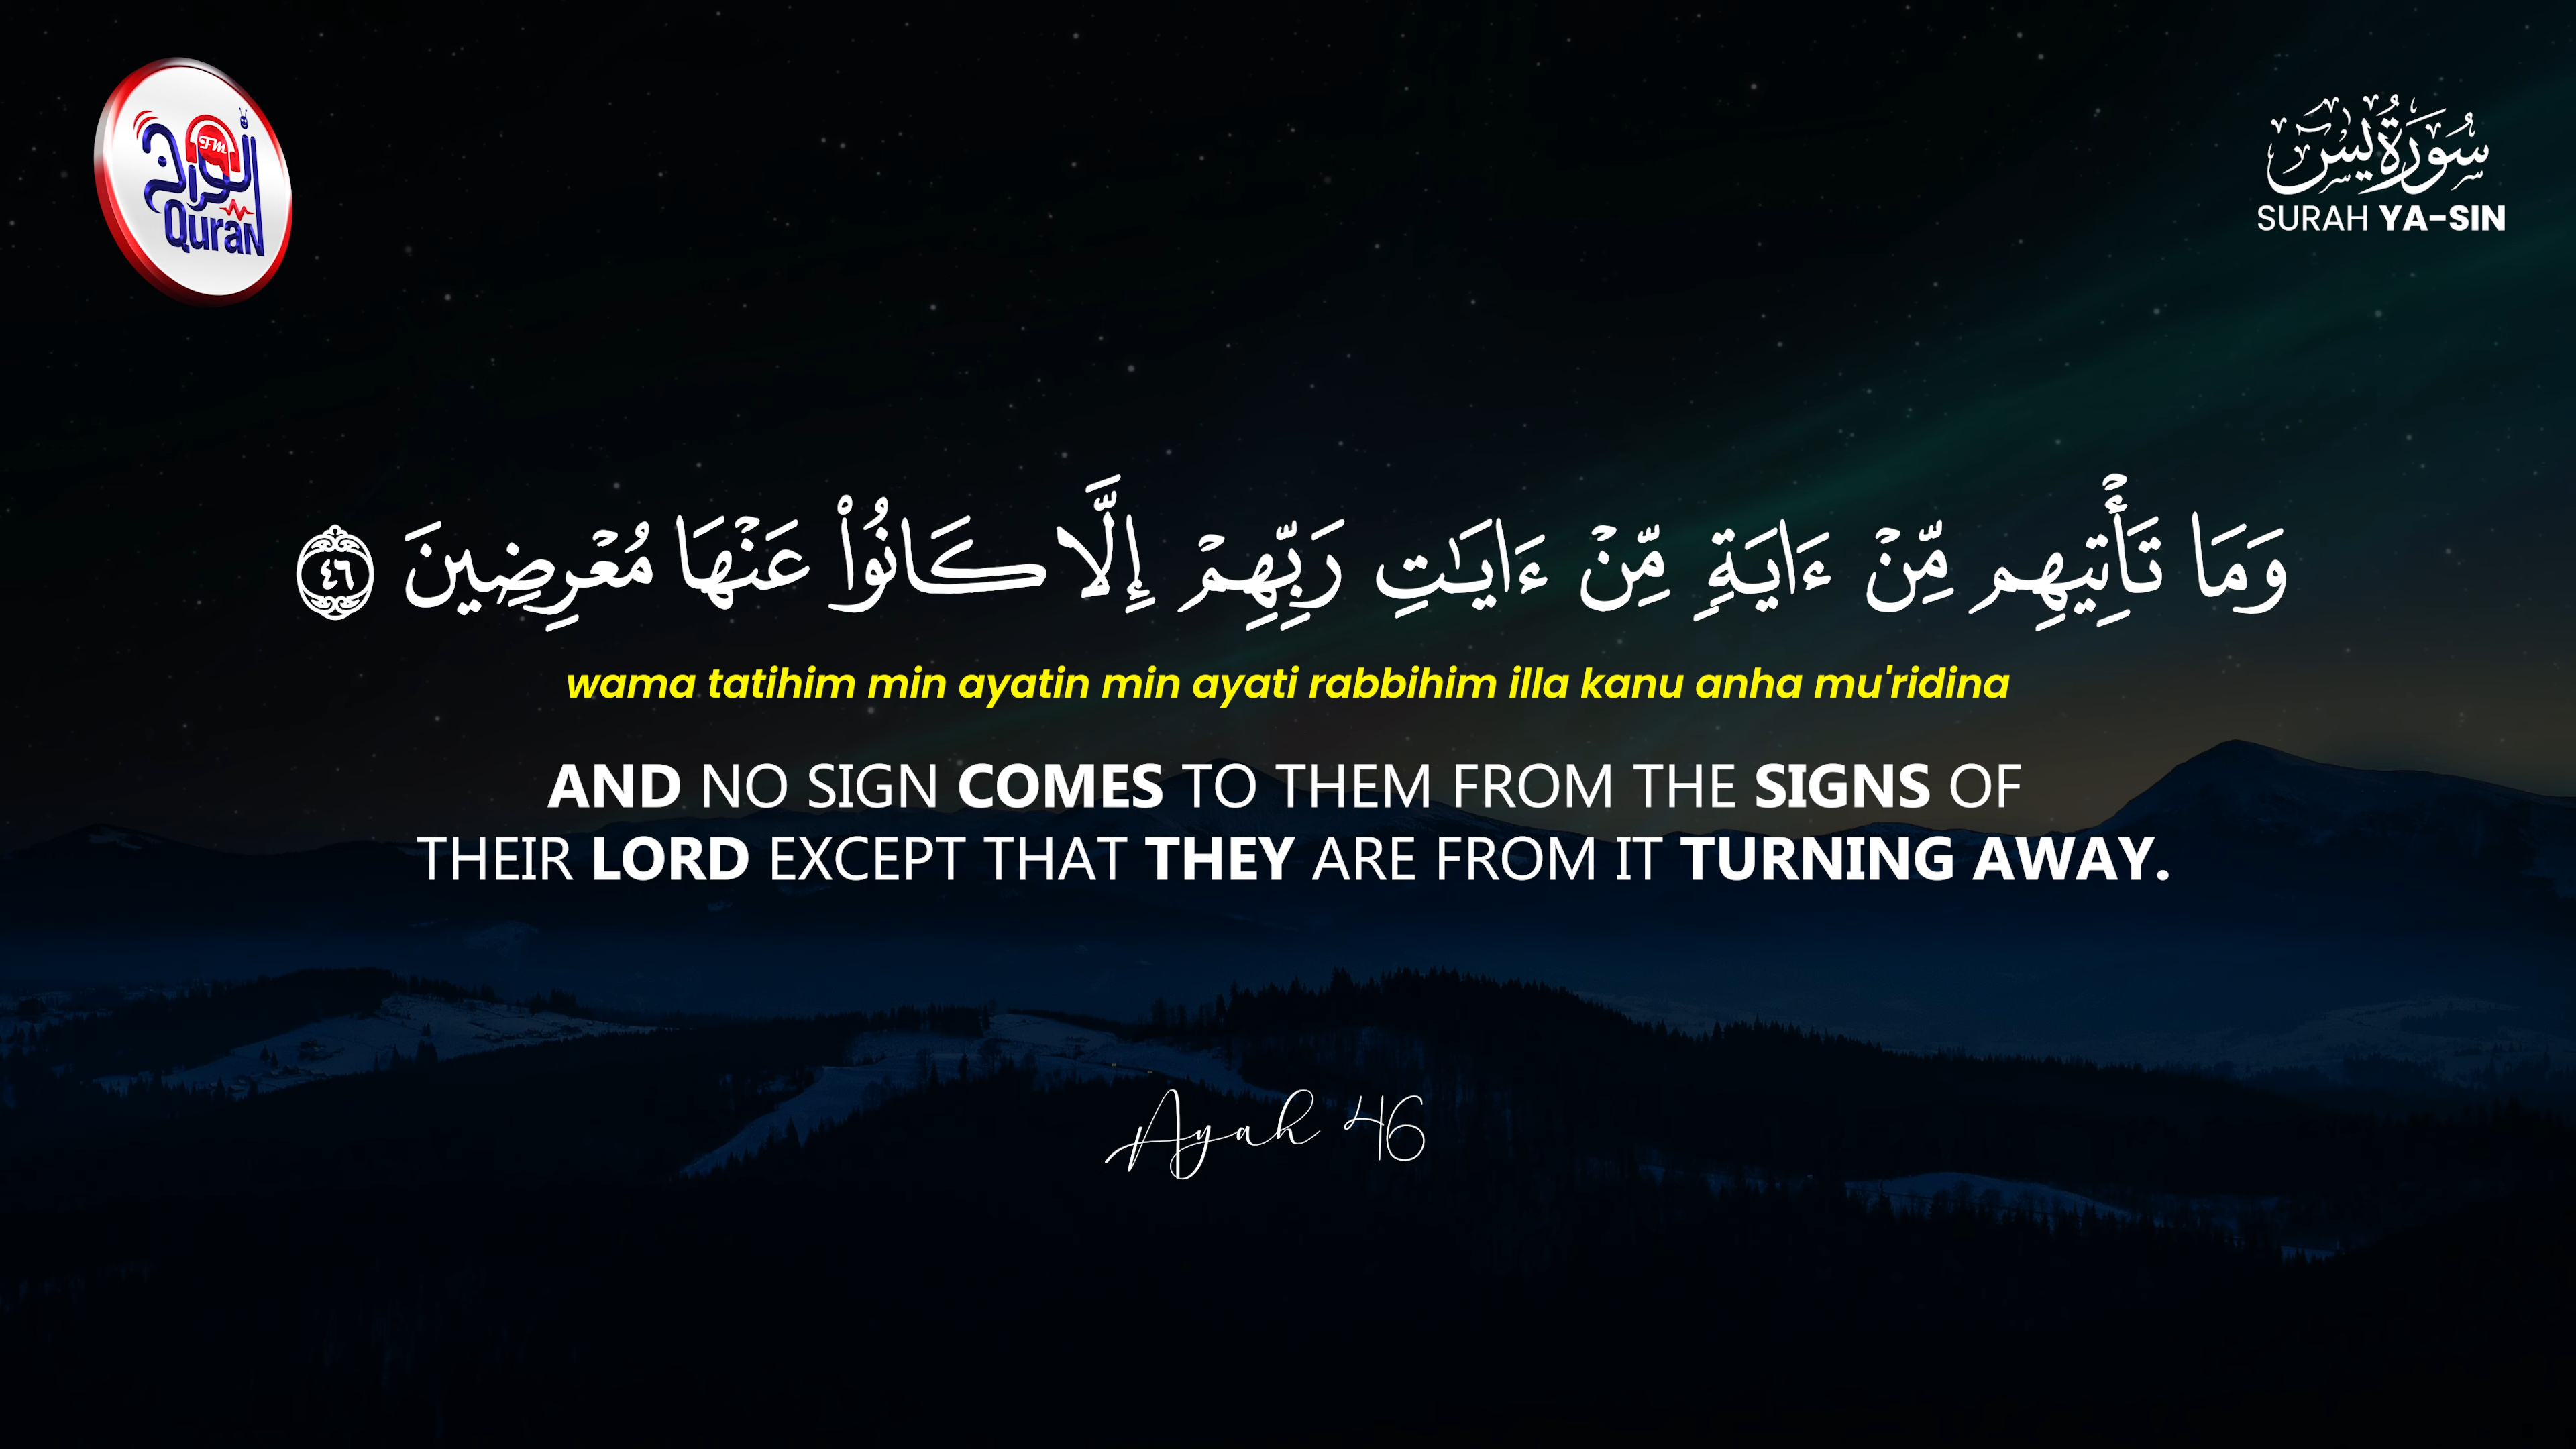 FM
Quran
سُورَةُ يسٓ
SURAH YA-SIN
وَمَا تَأۡتِيهِم مِّنۡ ءَايَةٖ مِّنۡ ءَايَٰتِ رَبِّهِمۡ إِلَّا كَانُواْ عَنۡهَا مُعۡرِضِينَ ٤٦
wama tatihim min ayatin min ayati rabbihim illa kanu anha mu'ridina
AND NO SIGN COMES TO THEM FROM THE SIGNS OF
THEIR LORD EXCEPT THAT THEY ARE FROM IT TURNING AWAY.
Ayah 46